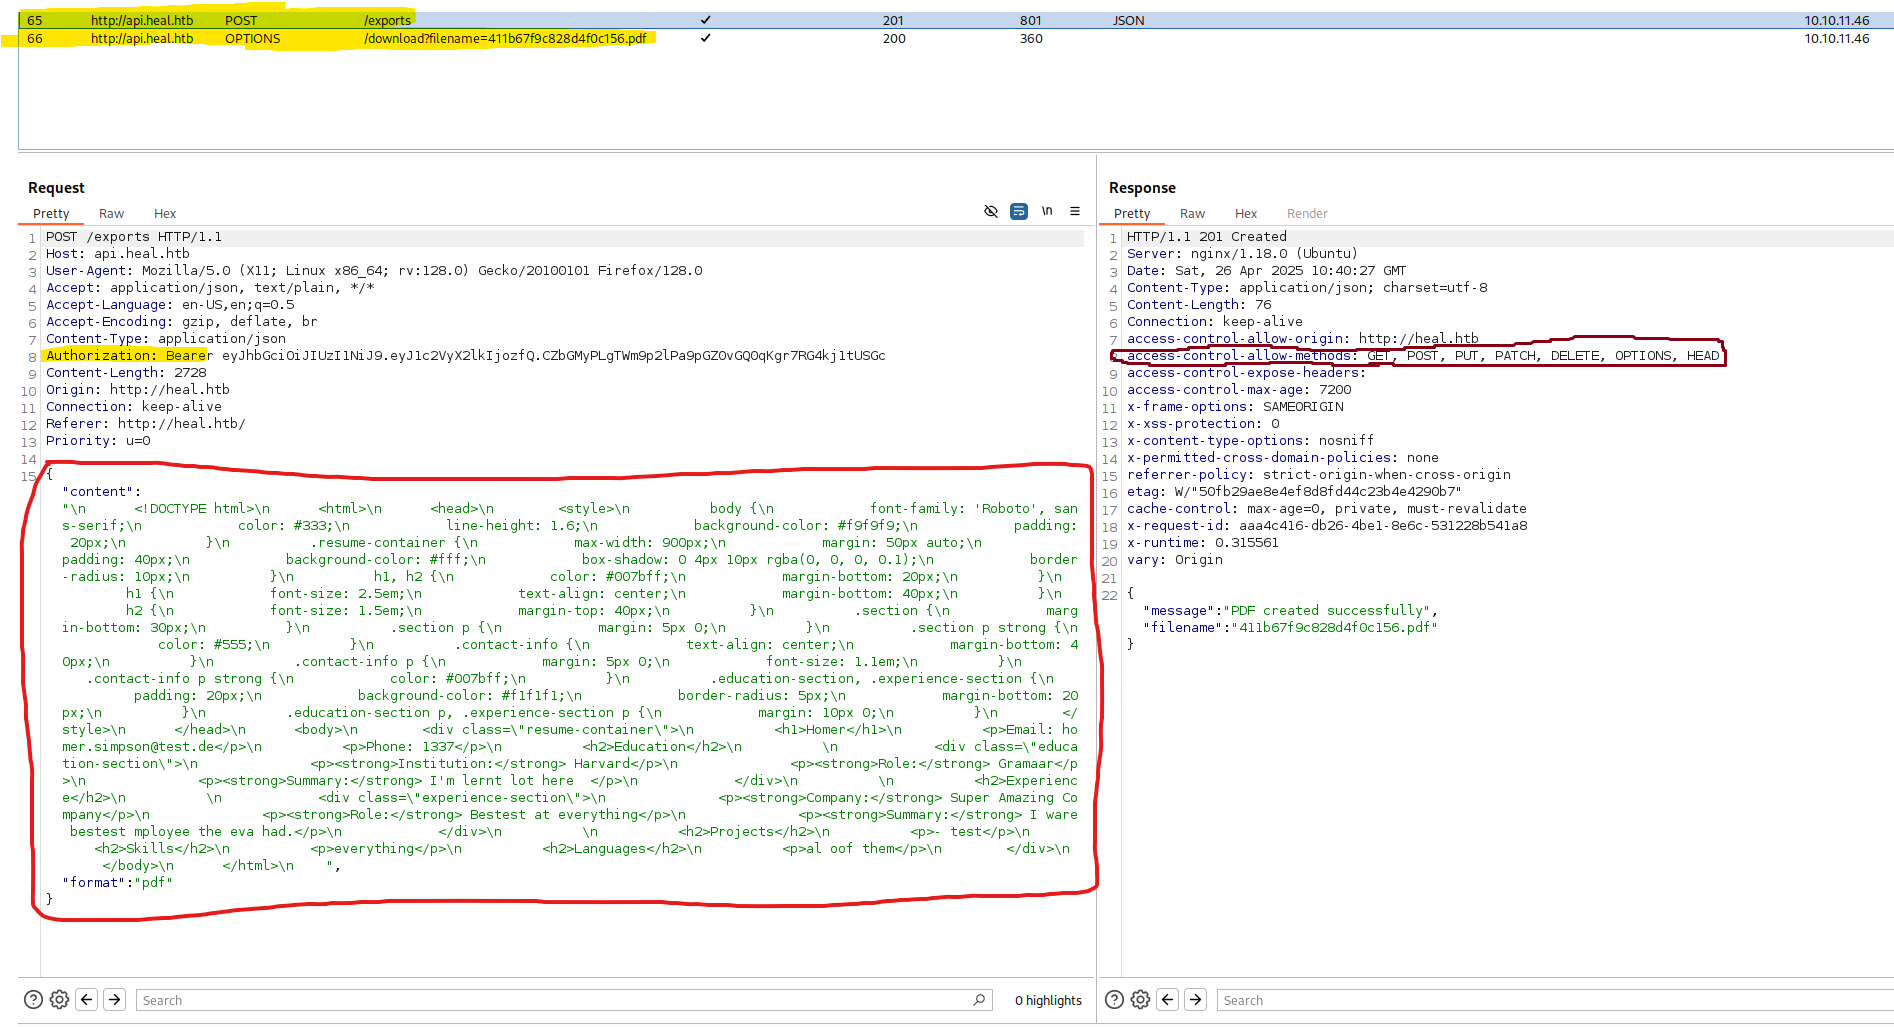 65 http://api.heal.htb POST /exports ✓ 201 801 JSON 10.10.11.46
66 http://api.heal.htb OPTIONS /download?filename=411b67f9c828d4f0c156.pdf ✓ 200 360 10.10.11.46
Request
Pretty Raw Hex
\n
1 POST /exports HTTP/1.1
2 Host: api.heal.htb
3 User-Agent: Mozilla/5.0 (X11; Linux x86_64; rv:128.0) Gecko/20100101 Firefox/128.0
4 Accept: application/json, text/plain, */*
5 Accept-Language: en-US,en;q=0.5
6 Accept-Encoding: gzip, deflate, br
7 Content-Type: application/json
8 Authorization: Bearer eyJhbGciOiJIUzI1NiJ9.eyJ1c2VyX2lkIjozfQ.CZbGMyPLgTWm9p2lPa9pGZOvGQ0qKgr7RG4kj1tUSGc
9 Content-Length: 2728
10 Origin: http://heal.htb
11 Connection: keep-alive
12 Referer: http://heal.htb/
13 Priority: u=0
14
15 {
"content":
"\n <!DOCTYPE html>\n <html>\n <head>\n <style>\n body {\n font-family: 'Roboto', san
s-serif;\n color: #333;\n line-height: 1.6;\n background-color: #f9f9f9;\n padding:
20px;\n }\n .resume-container {\n max-width: 900px;\n margin: 50px auto;\n
padding: 40px;\n background-color: #fff;\n box-shadow: 0 4px 10px rgba(0, 0, 0, 0.1);\n border
-radius: 10px;\n }\n h1, h2 {\n color: #007bff;\n margin-bottom: 20px;\n }\n
h1 {\n font-size: 2.5em;\n text-align: center;\n margin-bottom: 40px;\n }\n
h2 {\n font-size: 1.5em;\n margin-top: 40px;\n }\n .section {\n marg
in-bottom: 30px;\n }\n .section p {\n margin: 5px 0;\n }\n .section p strong {\n
color: #555;\n }\n .contact-info {\n text-align: center;\n margin-bottom: 4
0px;\n }\n .contact-info p {\n margin: 5px 0;\n font-size: 1.1em;\n }\n
.contact-info p strong {\n color: #007bff;\n }\n .education-section, .experience-section {\n
padding: 20px;\n background-color: #f1f1f1;\n border-radius: 5px;\n margin-bottom: 20
px;\n }\n .education-section p, .experience-section p {\n margin: 10px 0;\n }\n </
style>\n </head>\n <body>\n <div class=\"resume-container\">\n <h1>Homer</h1>\n <p>Email: ho
mer.simpson@test.de</p>\n <p>Phone: 1337</p>\n <h2>Education</h2>\n \n <div class=\"educa
tion-section\">\n <p><strong>Institution:</strong> Harvard</p>\n <p><strong>Role:</strong> Gramaar</p
>\n <p><strong>Summary:</strong> I'm lernt lot here </p>\n </div>\n \n <h2>Experienc
e</h2>\n \n <div class=\"experience-section\">\n <p><strong>Company:</strong> Super Amazing Co
mpany</p>\n <p><strong>Role:</strong> Bestest at everything</p>\n <p><strong>Summary:</strong> I ware
bestest mployee the eva had.</p>\n </div>\n \n <h2>Projects</h2>\n <p>- test</p>\n
<h2>Skills</h2>\n <p>everything</p>\n <h2>Languages</h2>\n <p>al oof them</p>\n </div>\n
</body>\n </html>\n ",
"format":"pdf"
}
Search
0 highlights
Response
Pretty Raw Hex Render
1 HTTP/1.1 201 Created
2 Server: nginx/1.18.0 (Ubuntu)
3 Date: Sat, 26 Apr 2025 10:40:27 GMT
4 Content-Type: application/json; charset=utf-8
5 Content-Length: 76
6 Connection: keep-alive
7 access-control-allow-origin: http://heal.htb
8 access-control-allow-methods: GET, POST, PUT, PATCH, DELETE, OPTIONS, HEAD
9 access-control-expose-headers:
10 access-control-max-age: 7200
11 x-frame-options: SAMEORIGIN
12 x-xss-protection: 0
13 x-content-type-options: nosniff
14 x-permitted-cross-domain-policies: none
15 referrer-policy: strict-origin-when-cross-origin
16 etag: W/"50fb29ae8e4ef8d8fd44c23b4e4290b7"
17 cache-control: max-age=0, private, must-revalidate
18 x-request-id: aaa4c416-db26-4be1-8e6c-531228b541a8
19 x-runtime: 0.315561
20 vary: Origin
21
22 {
"message":"PDF created successfully",
"filename":"411b67f9c828d4f0c156.pdf"
}
Search